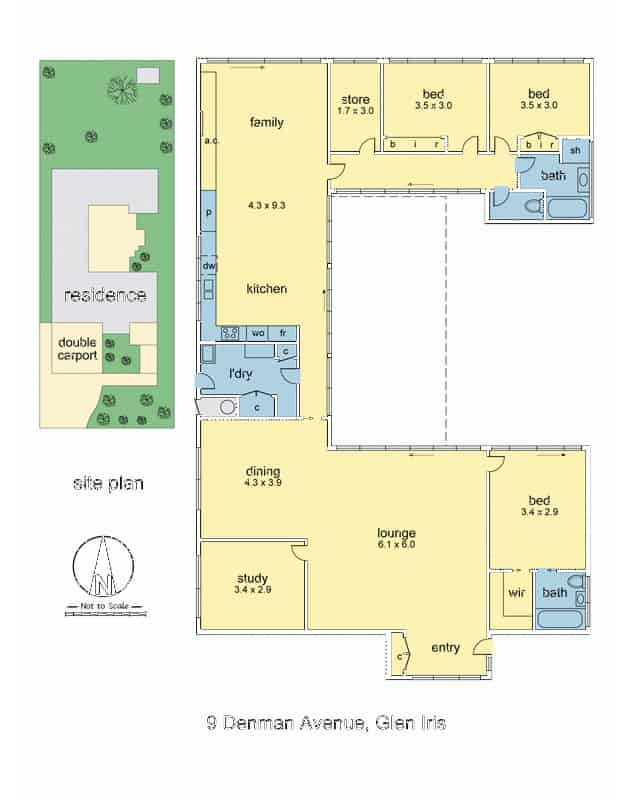 family
store
1.7 x 3.0
bed
3.5 x 3.0
bed
3.5 x 3.0
a.c.
b i r
b i r
sh
bath
p
4.3 x 9.3
dw
kitchen
wo
fr
residence
double
carport
c
l'dry
c
dining
4.3 x 3.9
site plan
bed
3.4 x 2.9
lounge
6.1 x 6.0
study
3.4 x 2.9
N
Not to Scale
wir
bath
c
entry
9 Denman Avenue, Glen Iris